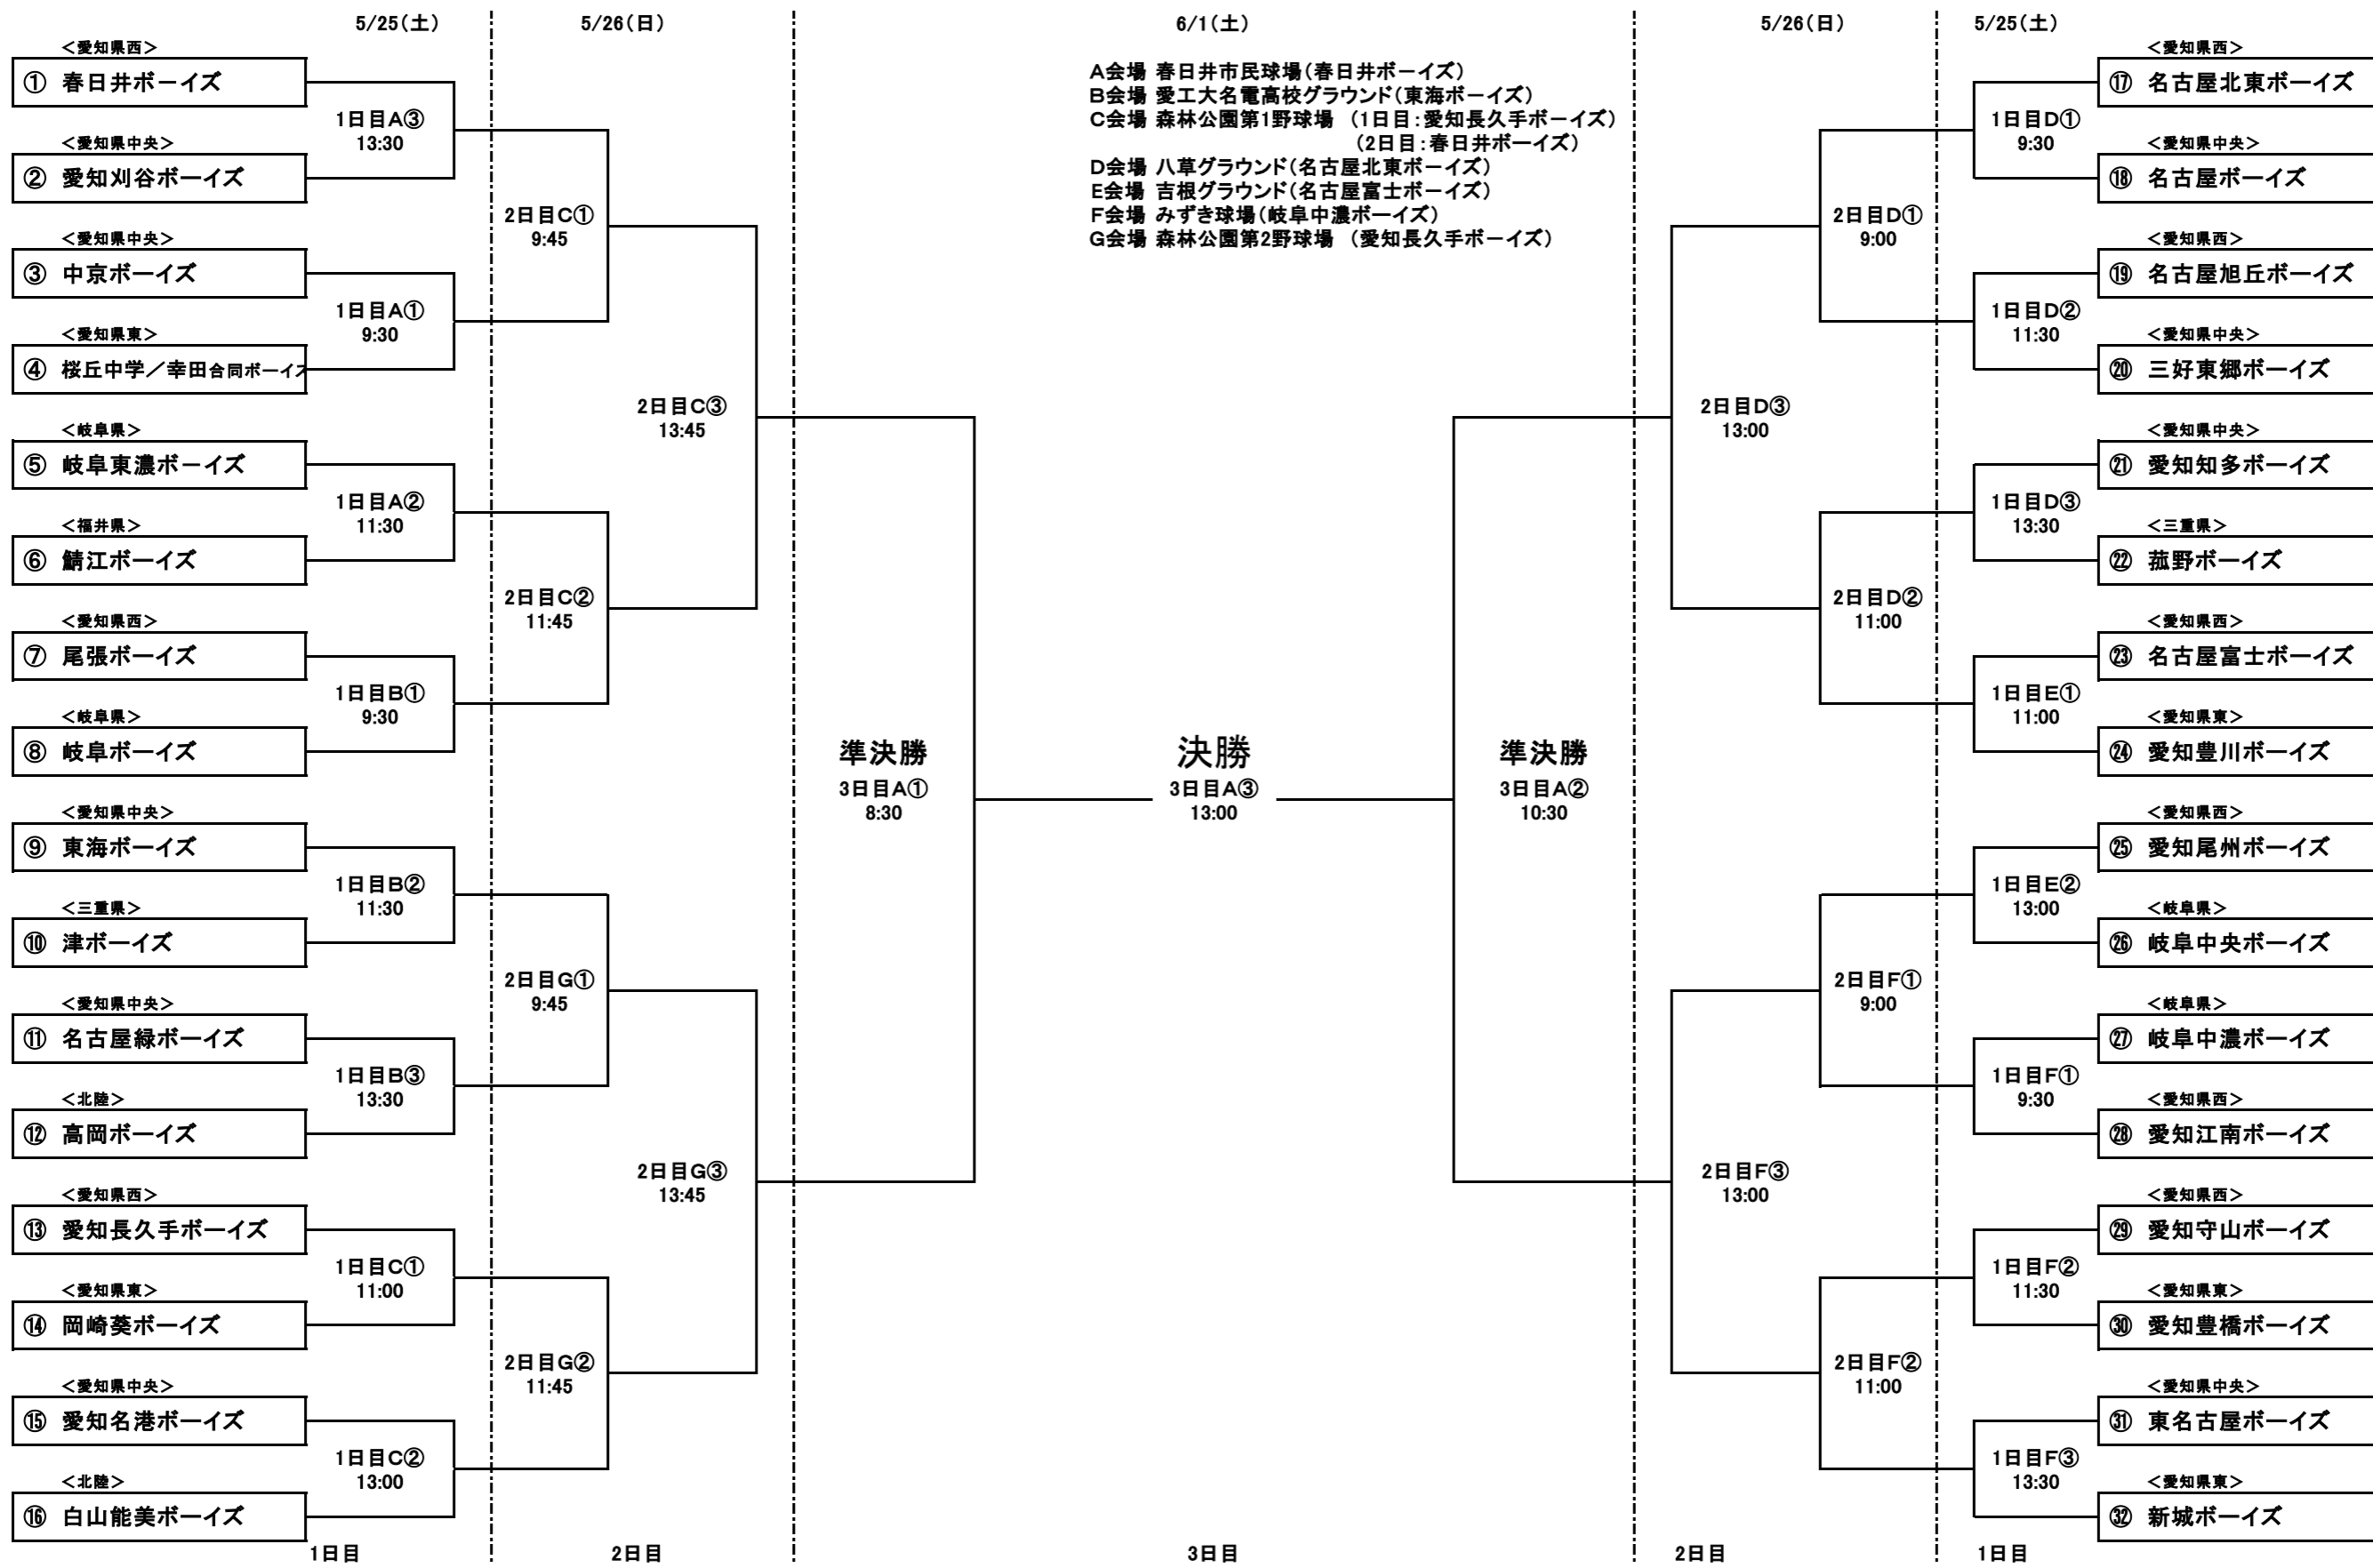 5/25(土)
5/26(日)
6/1(土)
5/26(日)
5/25(土)
A会場 春日井市民球場(春日井ボーイズ)
B会場 愛工大名電高校グラウンド(東海ボーイズ)
C会場 森林公園第1野球場 (1日目:愛知長久手ボーイズ)
(2日目:春日井ボーイズ)
D会場 八草グラウンド(名古屋北東ボーイズ)
E会場 吉根グラウンド(名古屋富士ボーイズ)
F会場 みずき球場(岐阜中濃ボーイズ)
G会場 森林公園第2野球場 (愛知長久手ボーイズ)
<愛知県西>
① 春日井ボーイズ
1日目A③
13:30
<愛知県中央>
② 愛知刈谷ボーイズ
2日目C①
9:45
<愛知県中央>
③ 中京ボーイズ
1日目A①
9:30
<愛知県東>
④ 桜丘中学/幸田合同ボーイズ
2日目C③
13:45
<岐阜県>
⑤ 岐阜東濃ボーイズ
1日目A②
11:30
<福井県>
⑥ 鯖江ボーイズ
2日目C②
11:45
<愛知県西>
⑦ 尾張ボーイズ
1日目B①
9:30
<岐阜県>
⑧ 岐阜ボーイズ
準決勝
3日目A①
8:30
<愛知県中央>
⑨ 東海ボーイズ
1日目B②
11:30
<三重県>
⑩ 津ボーイズ
2日目G①
9:45
<愛知県中央>
⑪ 名古屋緑ボーイズ
1日目B③
13:30
<北陸>
⑫ 高岡ボーイズ
2日目G③
13:45
<愛知県西>
⑬ 愛知長久手ボーイズ
1日目C①
11:00
<愛知県東>
⑭ 岡崎葵ボーイズ
2日目G②
11:45
<愛知県中央>
⑮ 愛知名港ボーイズ
1日目C②
13:00
<北陸>
⑯ 白山能美ボーイズ
決勝
3日目A③
13:00
<愛知県西>
⑰ 名古屋北東ボーイズ
1日目D①
9:30
<愛知県中央>
⑱ 名古屋ボーイズ
2日目D①
9:00
<愛知県西>
⑲ 名古屋旭丘ボーイズ
1日目D②
11:30
<愛知県中央>
⑳ 三好東郷ボーイズ
2日目D③
13:00
<愛知県中央>
㉑ 愛知知多ボーイズ
1日目D③
13:30
<三重県>
㉒ 菰野ボーイズ
2日目D②
11:00
<愛知県西>
㉓ 名古屋富士ボーイズ
1日目E①
11:00
<愛知県東>
㉔ 愛知豊川ボーイズ
準決勝
3日目A②
10:30
<愛知県西>
㉕ 愛知尾州ボーイズ
1日目E②
13:00
<岐阜県>
㉖ 岐阜中央ボーイズ
2日目F①
9:00
<岐阜県>
㉗ 岐阜中濃ボーイズ
1日目F①
9:30
<愛知県西>
㉘ 愛知江南ボーイズ
2日目F③
13:00
<愛知県西>
㉙ 愛知守山ボーイズ
1日目F②
11:30
<愛知県東>
㉚ 愛知豊橋ボーイズ
2日目F②
11:00
<愛知県中央>
㉛ 東名古屋ボーイズ
1日目F③
13:30
<愛知県東>
㉜ 新城ボーイズ
1日目
2日目
3日目
2日目
1日目